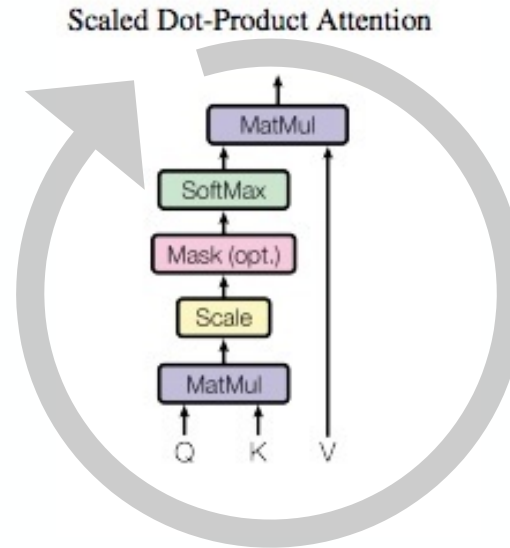 Scaled Dot-Product Attention
MatMul
SoftMax
Mask (opt.)
Scale
MatMul
Q K V